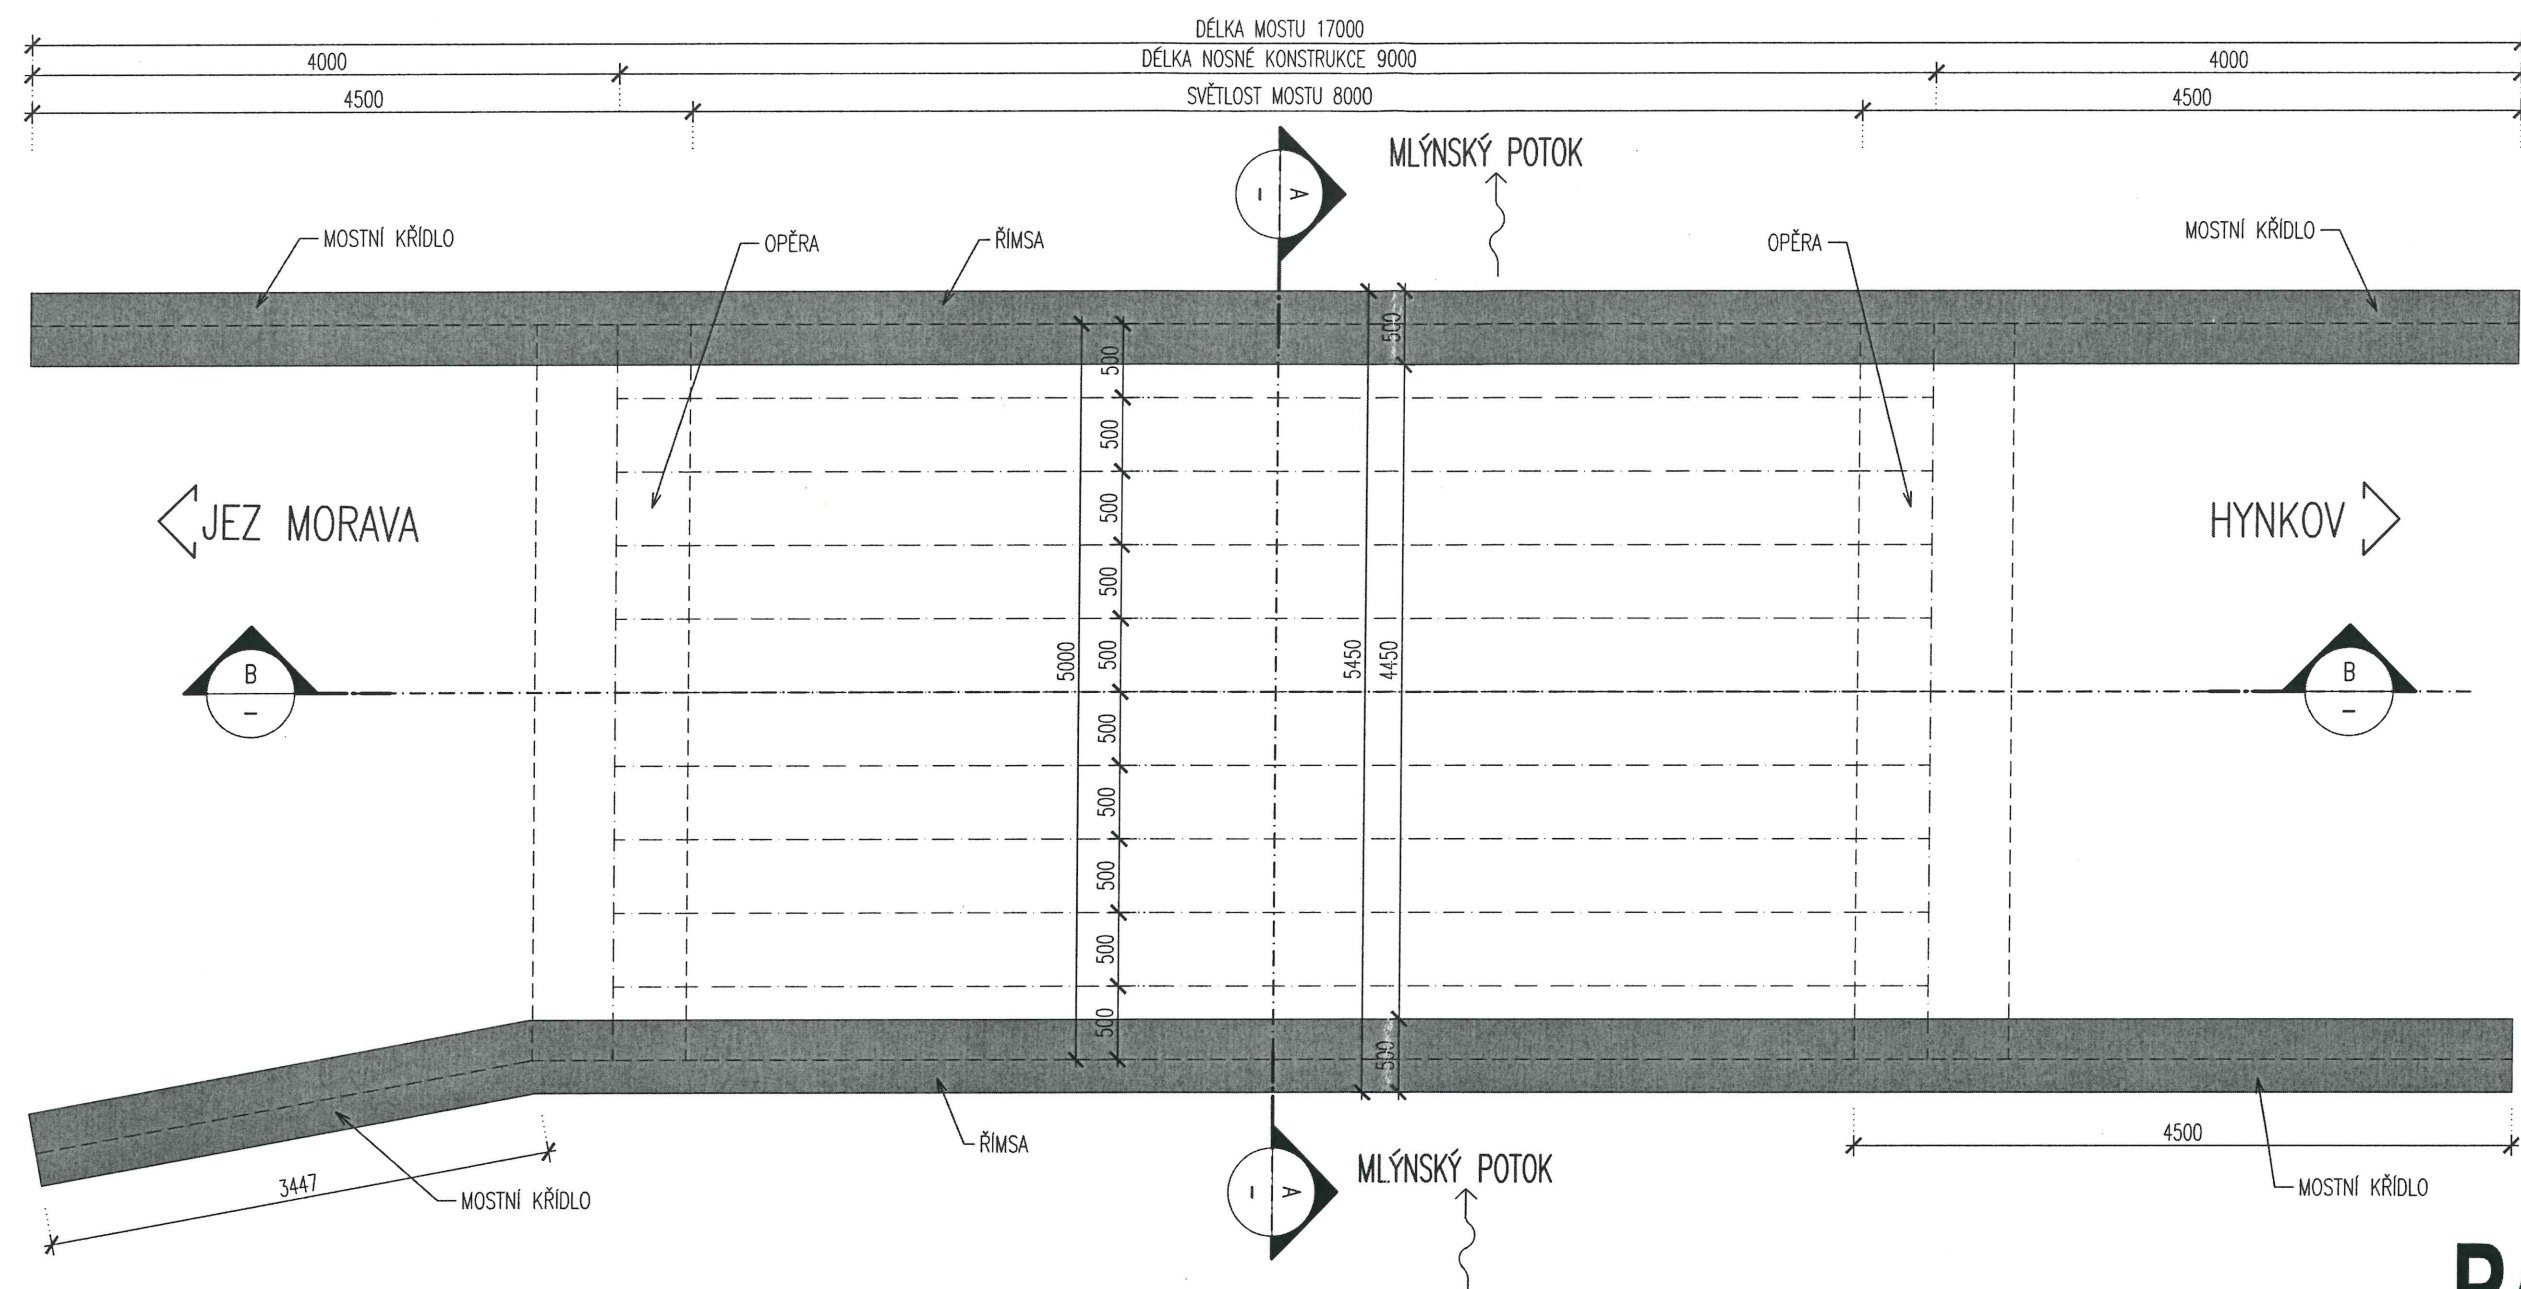 DÉLKA MOSTU 17000
4000 DÉLKA NOSNÉ KONSTRUKCE 9000 4000
4500 SVĚTLOST MOSTU 8000 4500
MLÝNSKÝ POTOK
– A
MOSTNÍ KŘÍDLO
OPĚRA
ŘÍMSA
OPĚRA
MOSTNÍ KŘÍDLO
500
500
500
500
500
500
500
500
500
500
500
5000
5450
4450
500
JEZ MORAVA
HYNKOV
B
–
B
–
ŘÍMSA
3447
MOSTNÍ KŘÍDLO
– A
MLÝNSKÝ POTOK
4500
MOSTNÍ KŘÍDLO